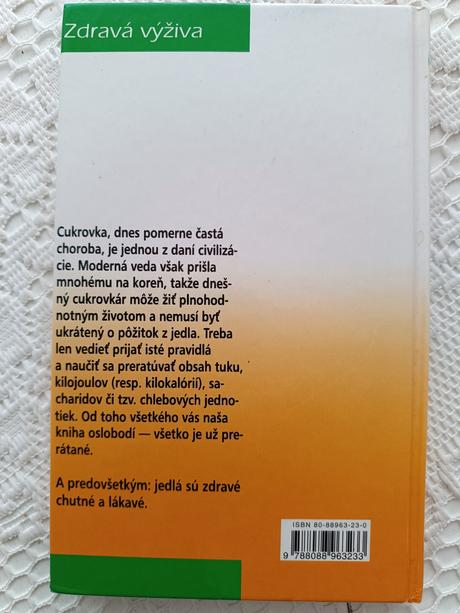 Zdravá výživa
Cukrovka, dnes pomerne častá
choroba, je jednou z daní civilizá-
cie. Moderná veda však prišla
mnohému na koreň, takže dneš-
ný cukrovkár môže žiť plnohod-
notným životom a nemusí byť
ukrátený o pôžitok z jedla. Treba
len vedieť prijať isté pravidlá
a naučiť sa preratúvať obsah tuku,
kilojoulov (resp. kilokalórií), sa-
charidov či tzv. chlebových jedno-
tiek. Od toho všetkého vás naša
kniha oslobodí — všetko je už pre-
rátané.
A predovšetkým: jedlá sú zdravé
chutné a lákavé.
ISBN 80-88963-23-0
9 788088 963233